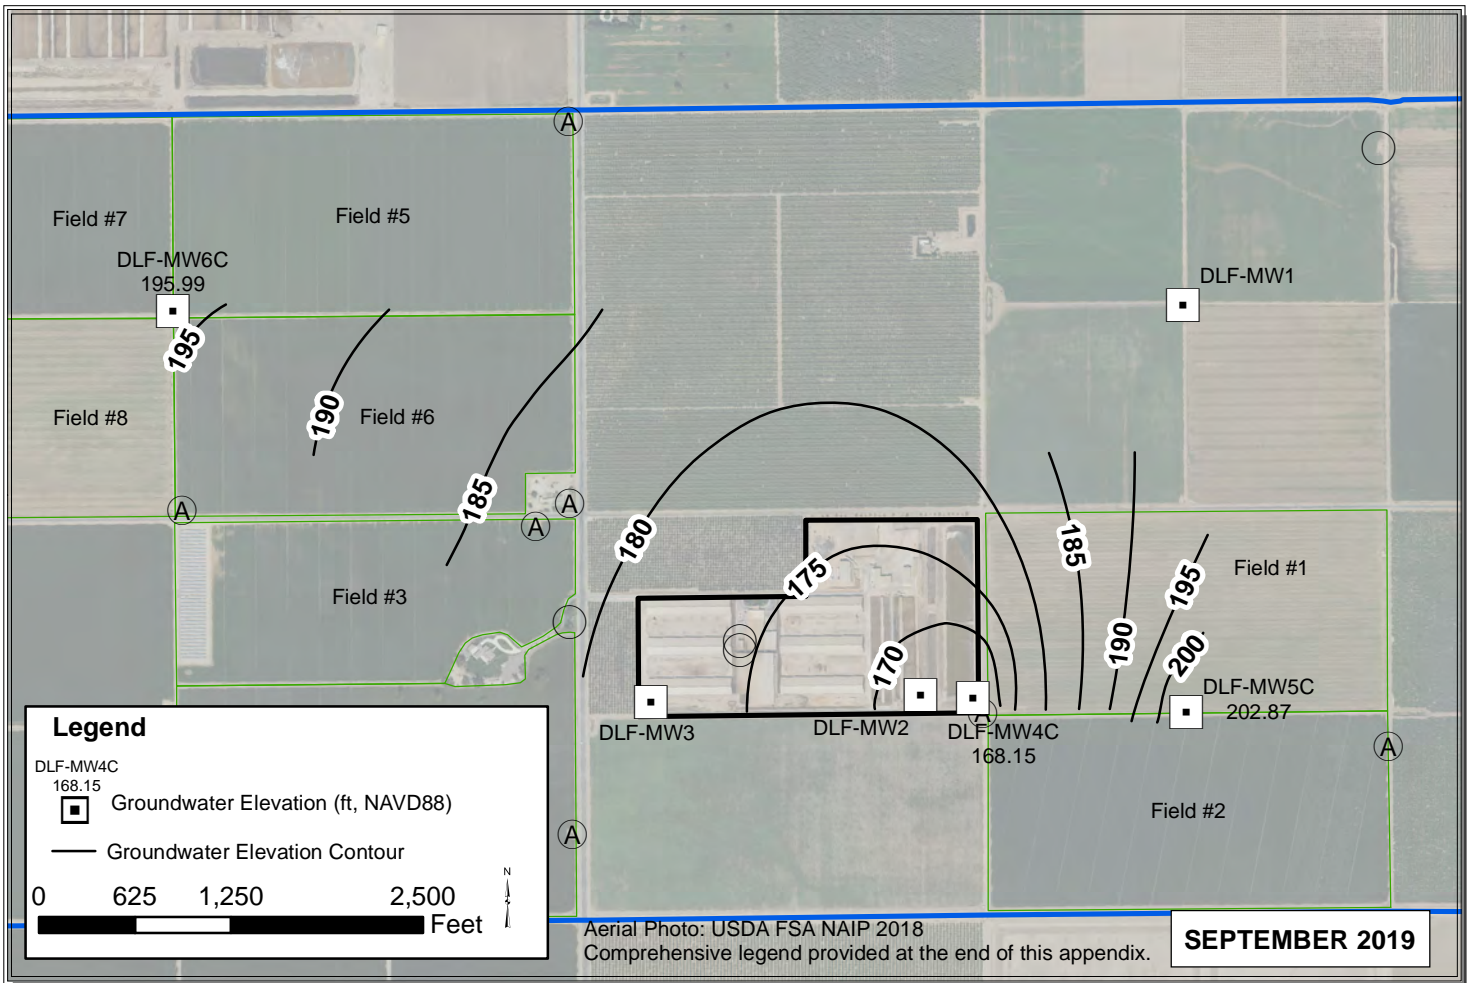 A
Field #7
Field #5
DLF-MW6C
195.99
DLF-MW1
195
190
Field #8
Field #6
185
A
A
A
180
185
175
195
Field #1
Field #3
190
200
170
DLF-MW5C
202.87
DLF-MW3
DLF-MW2
A
DLF-MW4C
168.15
A
Field #2
A
Legend
DLF-MW4C
168.15
Groundwater Elevation (ft, NAVD88)
Groundwater Elevation Contour
0 625 1,250 2,500
Feet
N
Aerial Photo: USDA FSA NAIP 2018
Comprehensive legend provided at the end of this appendix.
SEPTEMBER 2019